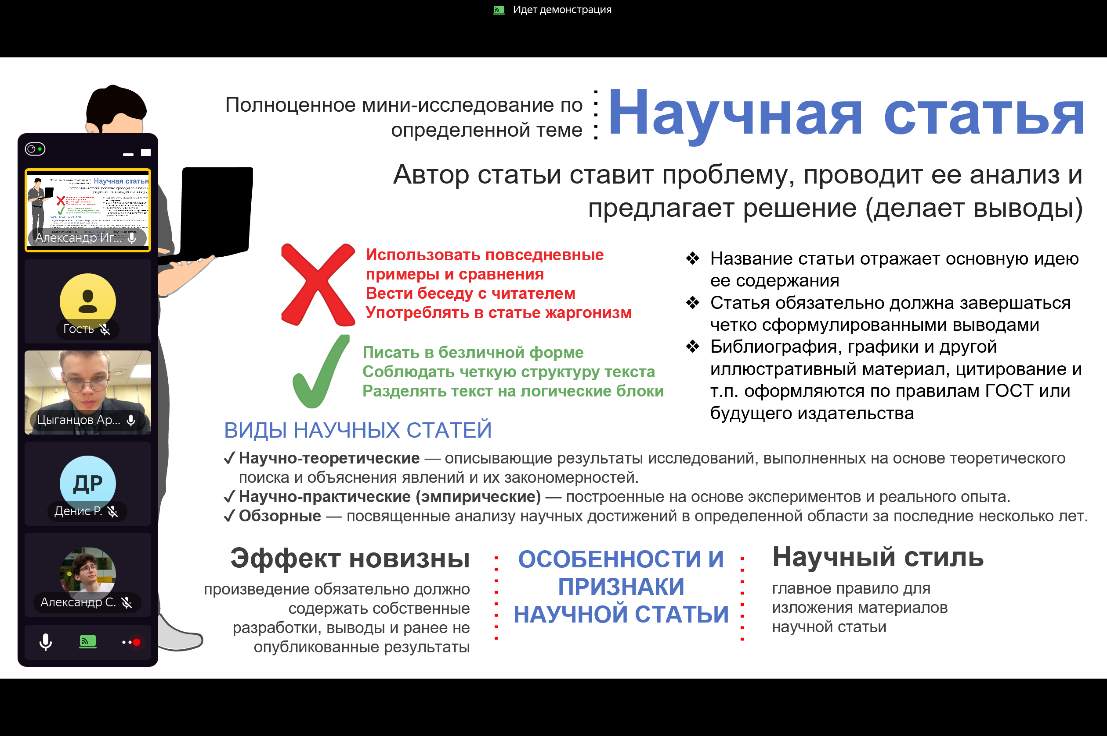 Идет демонстрация
Полноценное мини-исследование по
определенной теме
Научная статья
Автор статьи ставит проблему, проводит ее анализ и
предлагает решение (делает выводы)
Использовать повседневные
примеры и сравнения
Вести беседу с читателем
Употреблять в статье жаргонизм
Писать в безличной форме
Соблюдать четкую структуру текста
Разделять текст на логические блоки
❖ Название статьи отражает основную идею
ее содержания
❖ Статья обязательно должна завершаться
четко сформулированными выводами
❖ Библиография, графики и другой
иллюстративный материал, цитирование и
т.п. оформляются по правилам ГОСТ или
будущего издательства
ВИДЫ НАУЧНЫХ СТАТЕЙ
✓ Научно-теоретические — описывающие результаты исследований, выполненных на основе теоретического
поиска и объяснения явлений и их закономерностей.
✓ Научно-практические (эмпирические) — построенные на основе экспериментов и реального опыта.
✓ Обзорные — посвященные анализу научных достижений в определенной области за последние несколько лет.
Эффект новизны
произведение обязательно должно
содержать собственные
разработки, выводы и ранее не
опубликованные результаты
ОСОБЕННОСТИ И
ПРИЗНАКИ
НАУЧНОЙ СТАТЬИ
Научный стиль
главное правило для
изложения материалов
научной статьи
Научная статья
Александр Иг...
Гость
Цыганцов Ар...
ДР
Денис Р.
Александр С.